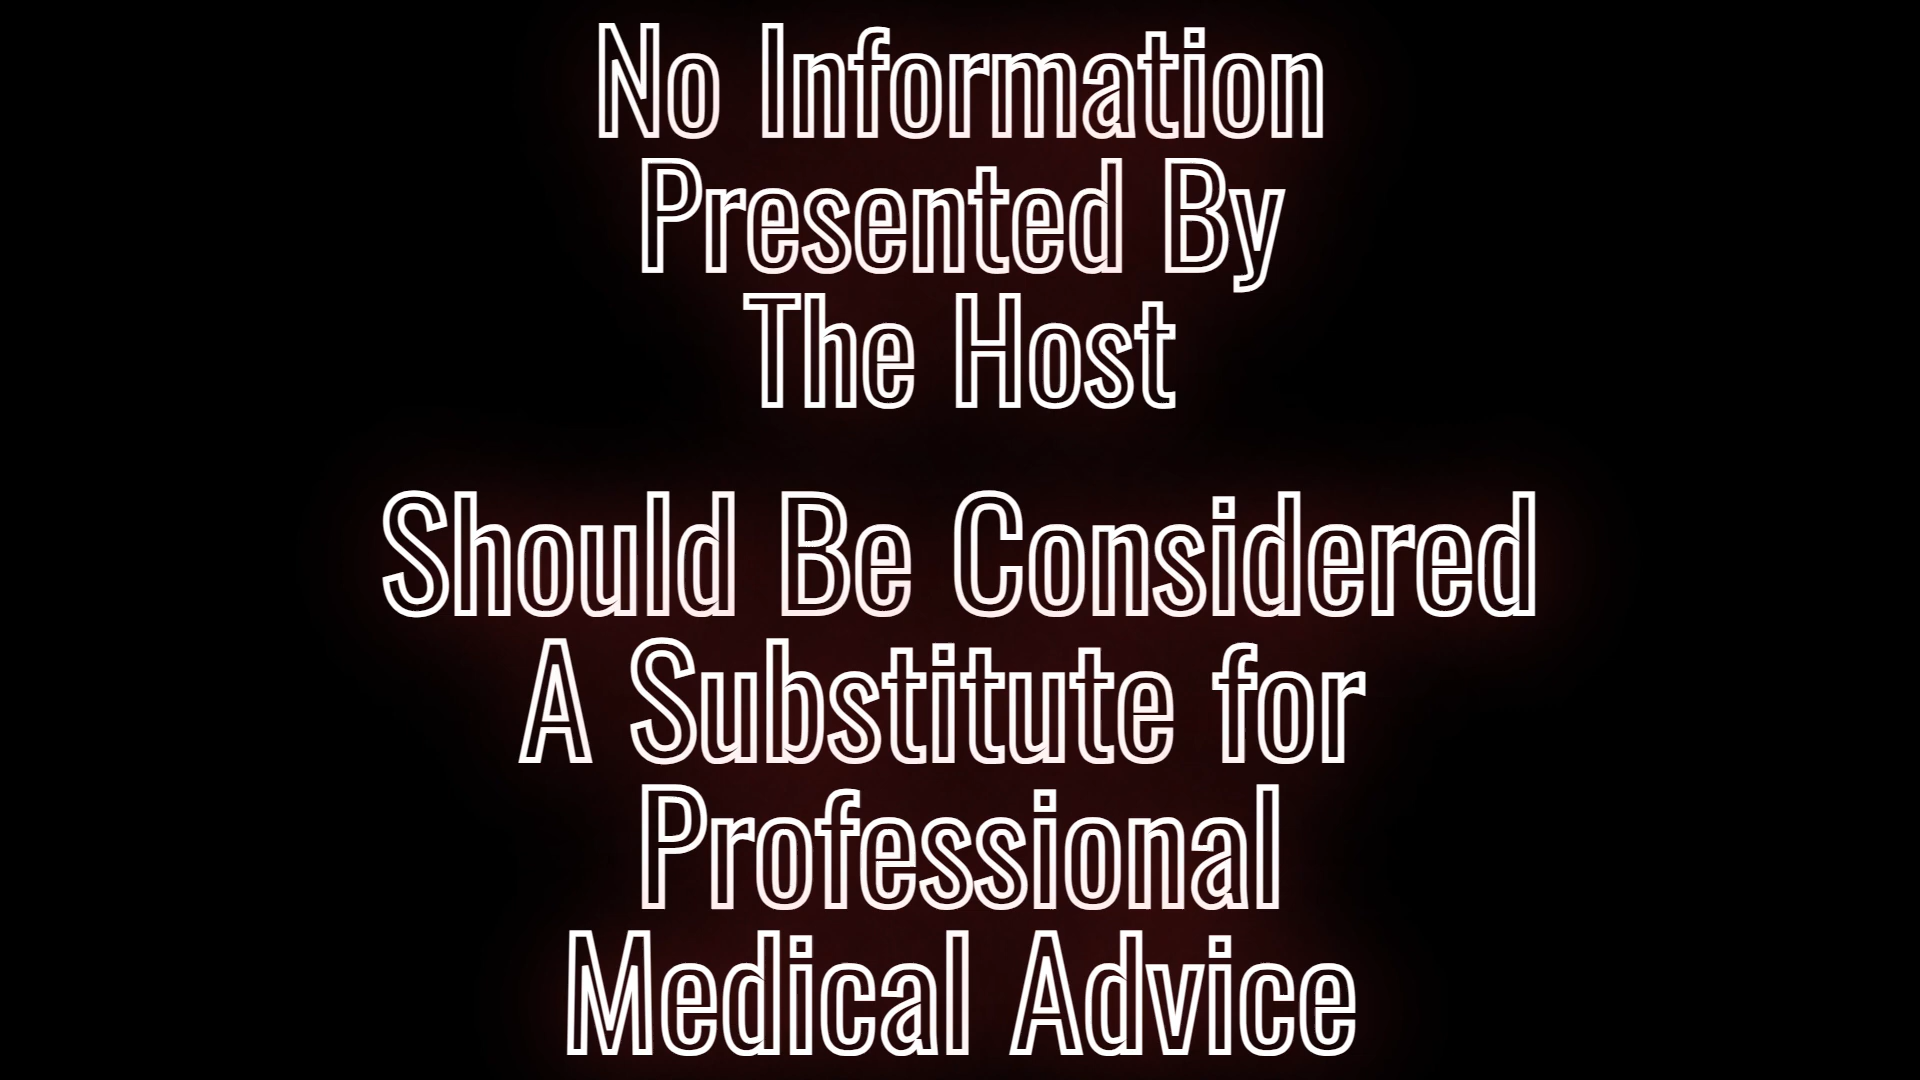 No Information
Presented By
The Host
Should Be Considered
A Substitute for
Professional
Medical Advice